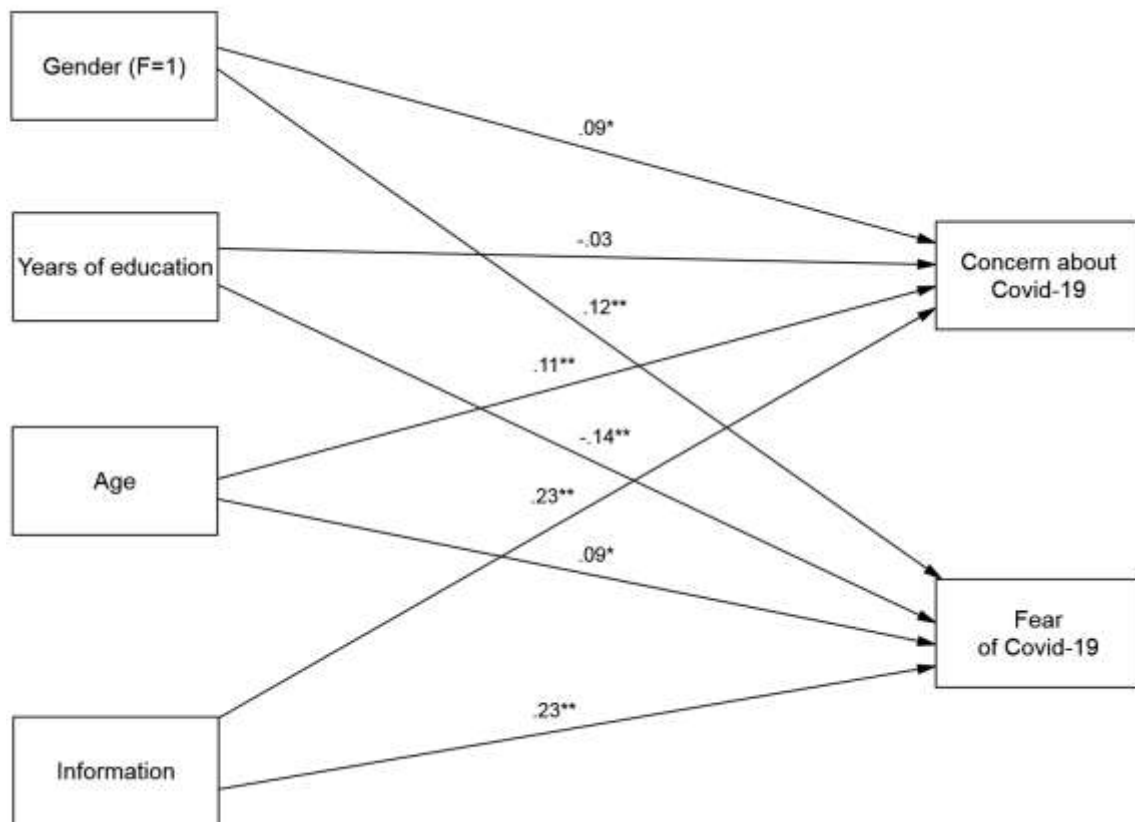 Gender (F=1)
.09*
Years of education
-.03
Concern about
Covid-19
.12**
.11**
-.14**
Age
.23**
.09*
Fear
of Covid-19
.23**
Information